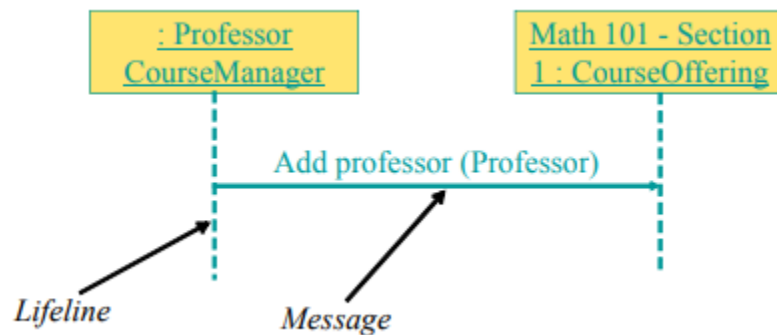 : Professor
CourseManager
Math 101 - Section
1 : CourseOffering
Add professor (Professor)
Lifeline
Message